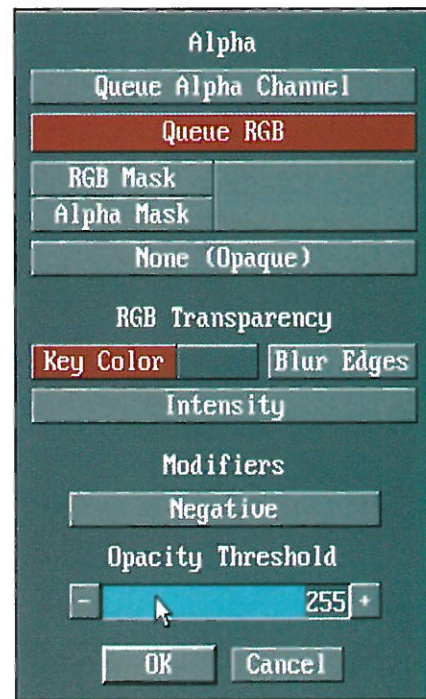 Alpha
Queue Alpha Channel
Queue RGB
RGB Mask
Alpha Mask
None (Opaque)
RGB Transparency
Key Color Blur Edges
Intensity
Modifiers
Negative
Opacity Threshold
- 255 +
OK Cancel